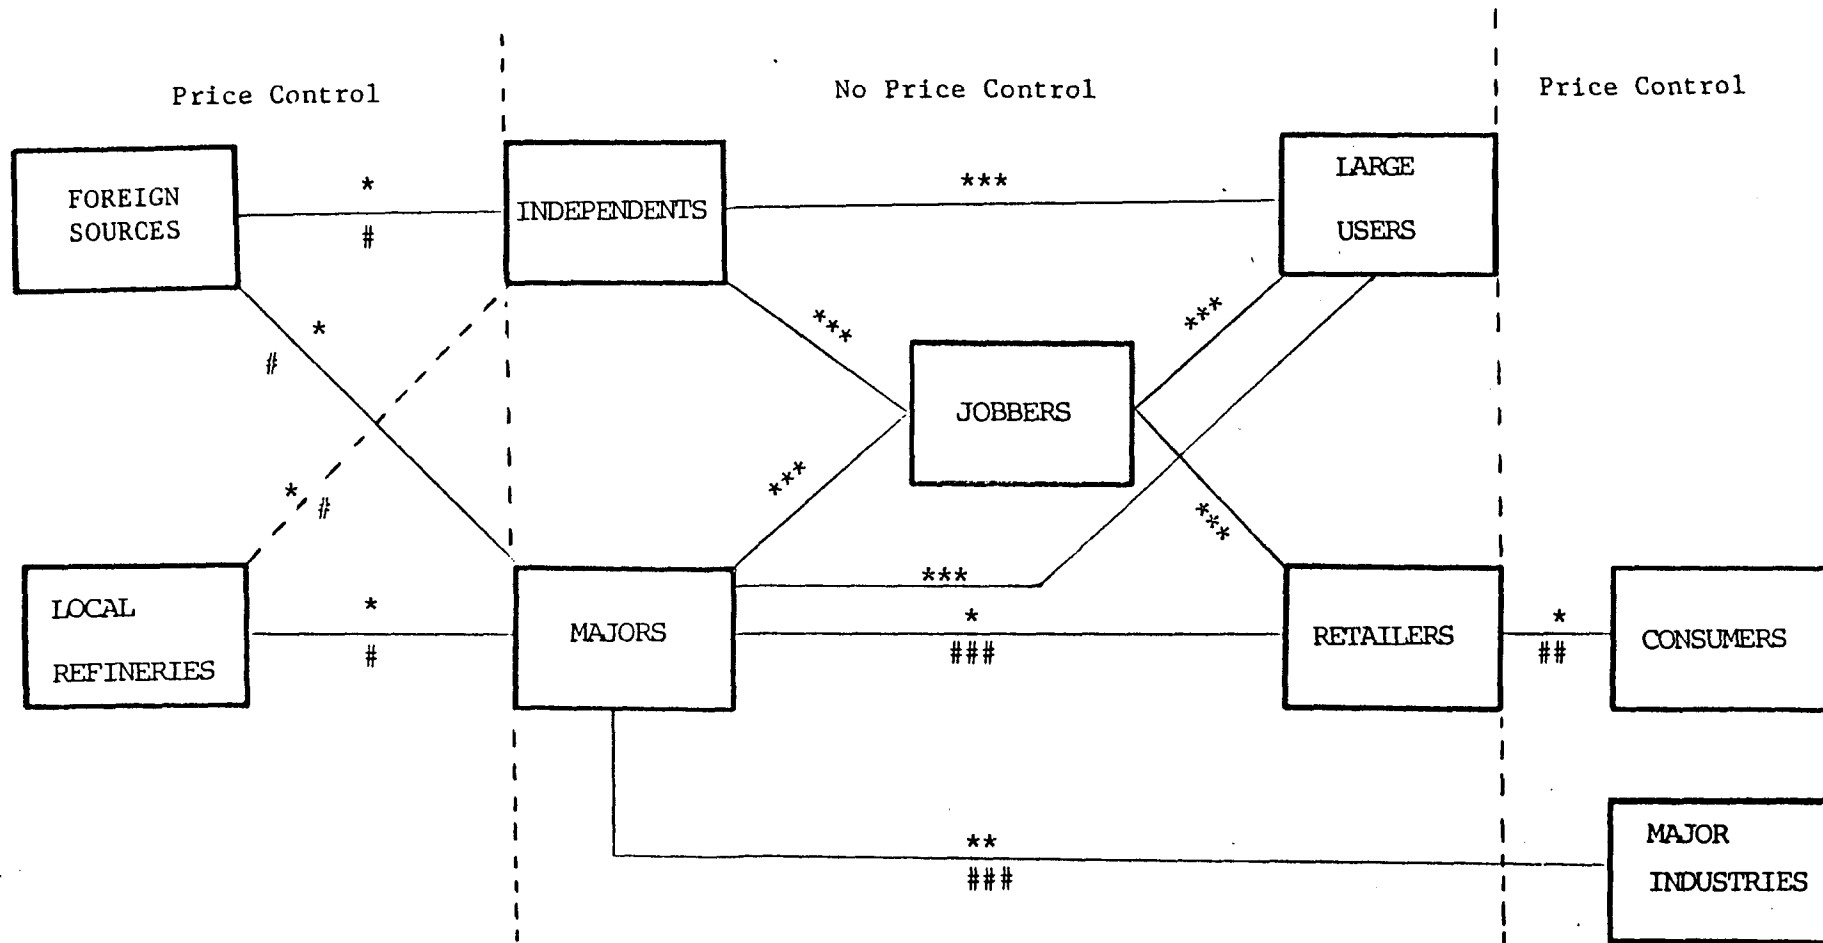 Price Control
No Price Control
Price Control
FOREIGN
SOURCES
*
#
INDEPENDENTS
***
LARGE
USERS
*
#
***
***
JOBBERS
*
#
***
***
LOCAL
REFINERIES
*
#
MAJORS
***
*
###
RETAILERS
*
##
CONSUMERS
**
###
MAJOR
INDUSTRIES